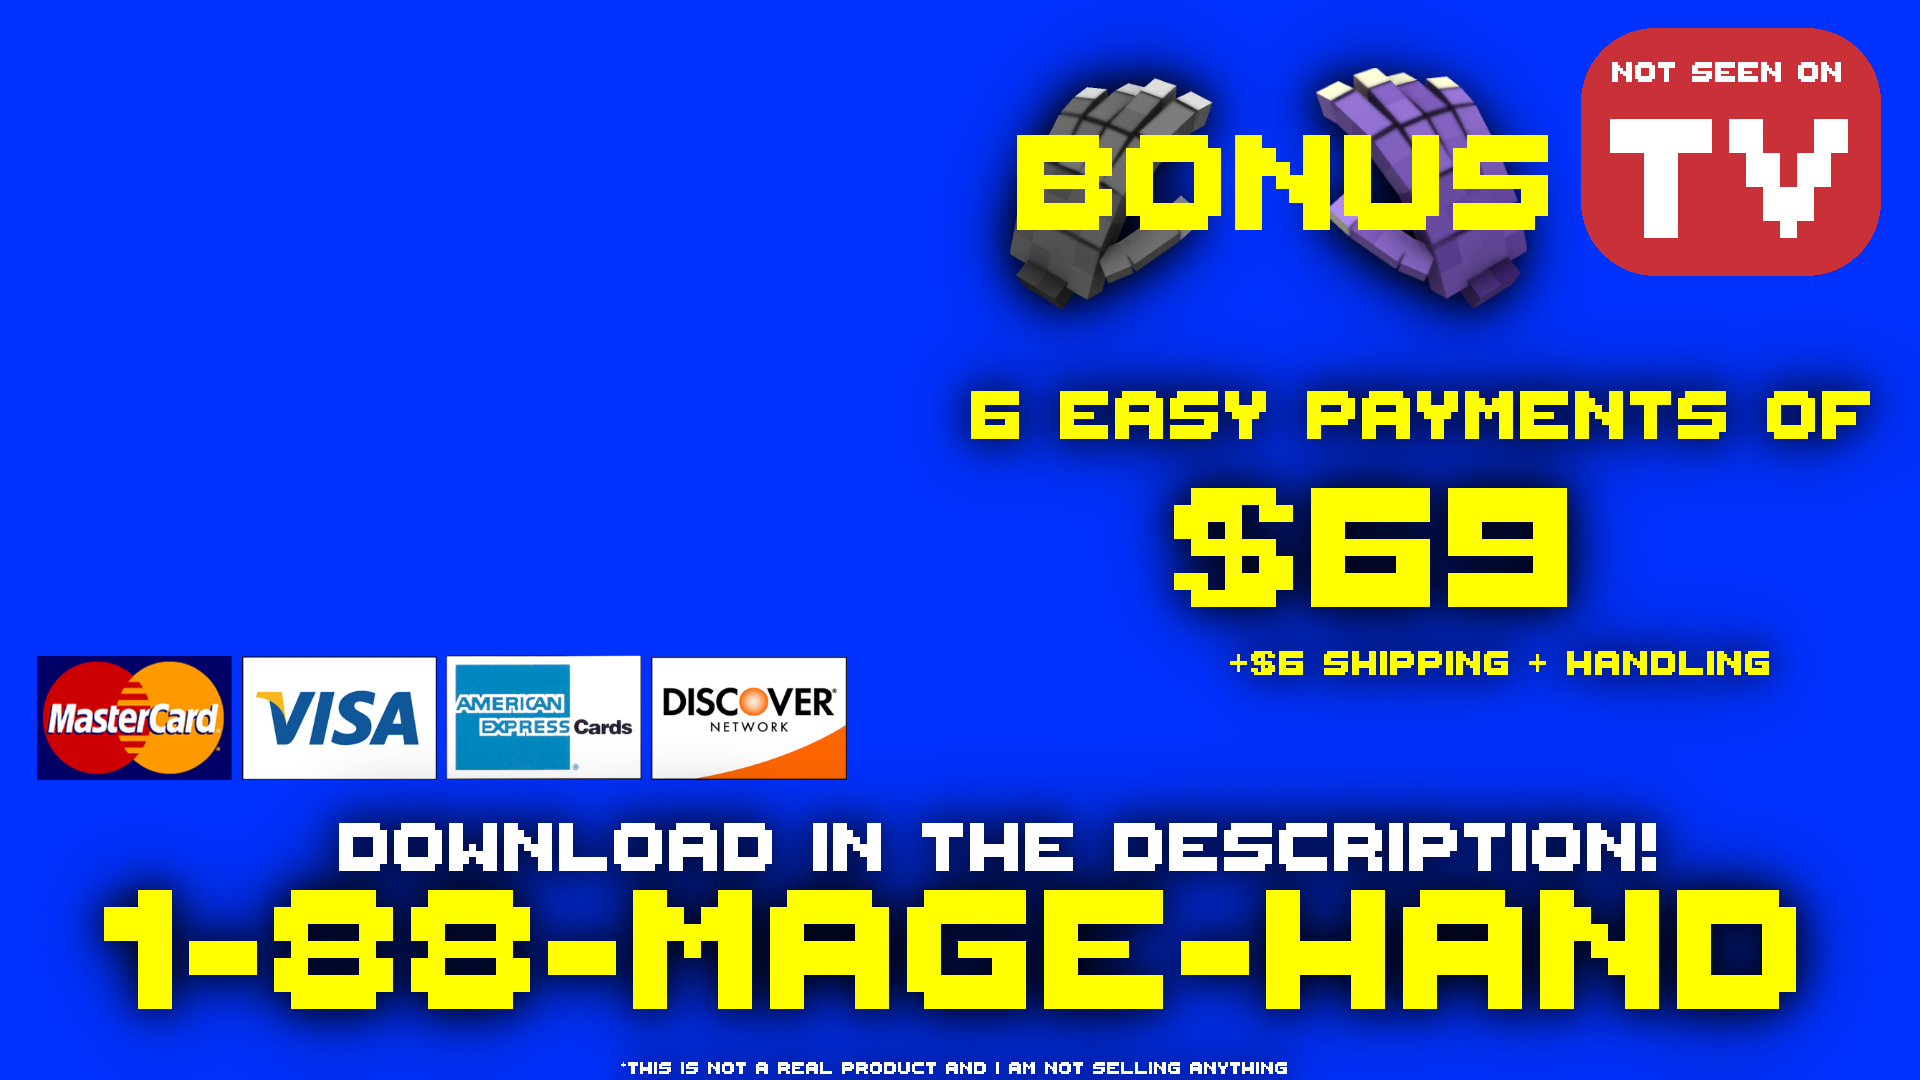 NOT SEEN ON
TV
BONUS
6 EASY PAYMENTS OF
$69
+$6 SHIPPING + HANDLING
MasterCard
VISA
AMERICAN
EXPRESS Cards
DISCOVER
NETWORK
DOWNLOAD IN THE DESCRIPTION!
1-88-MAGE-HAND
*THIS IS NOT A REAL PRODUCT AND I AM NOT SELLING ANYTHING